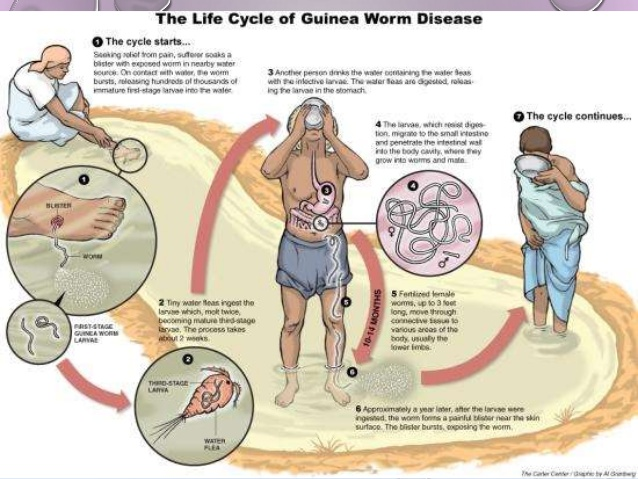 The Life Cycle of Guinea Worm Disease
1 The cycle starts...
Seeking relief from pain, sufferer soaks a
blister with exposed worm in nearby water
source. On contact with water, the worm
bursts, releasing hundreds of thousands of
immature first-stage larvae into the water.
3 Another person drinks the water containing the water fleas
with the infective larvae. The water fleas are digested, releas-
ing the larvae in the stomach.
4 The larvae, which resist diges-
tion, migrate to the small intestine
and penetrate the intestinal wall
into the body cavity, where they
grow into worms and mate.
7 The cycle continues...
1
BLISTER
WORM
FIRST-STAGE
GUINEA WORM
LARVAE
2 Tiny water fleas ingest the
larvae which, molt twice,
becoming mature third-stage
larvae. The process takes
about 2 weeks.
2
THIRD-STAGE
LARVA
WATER
FLEA
3
4
♀
♂
5
10-14 MONTHS
5 Fertilized female
worms, up to 3 feet
long, move through
connective tissue to
various areas of the
body, usually the
lower limbs.
6
6 Approximately a year later, after the larvae were
ingested, the worm forms a painful blister near the skin
surface. The blister bursts, exposing the worm.
The Carter Center / Graphic by Al Granberg